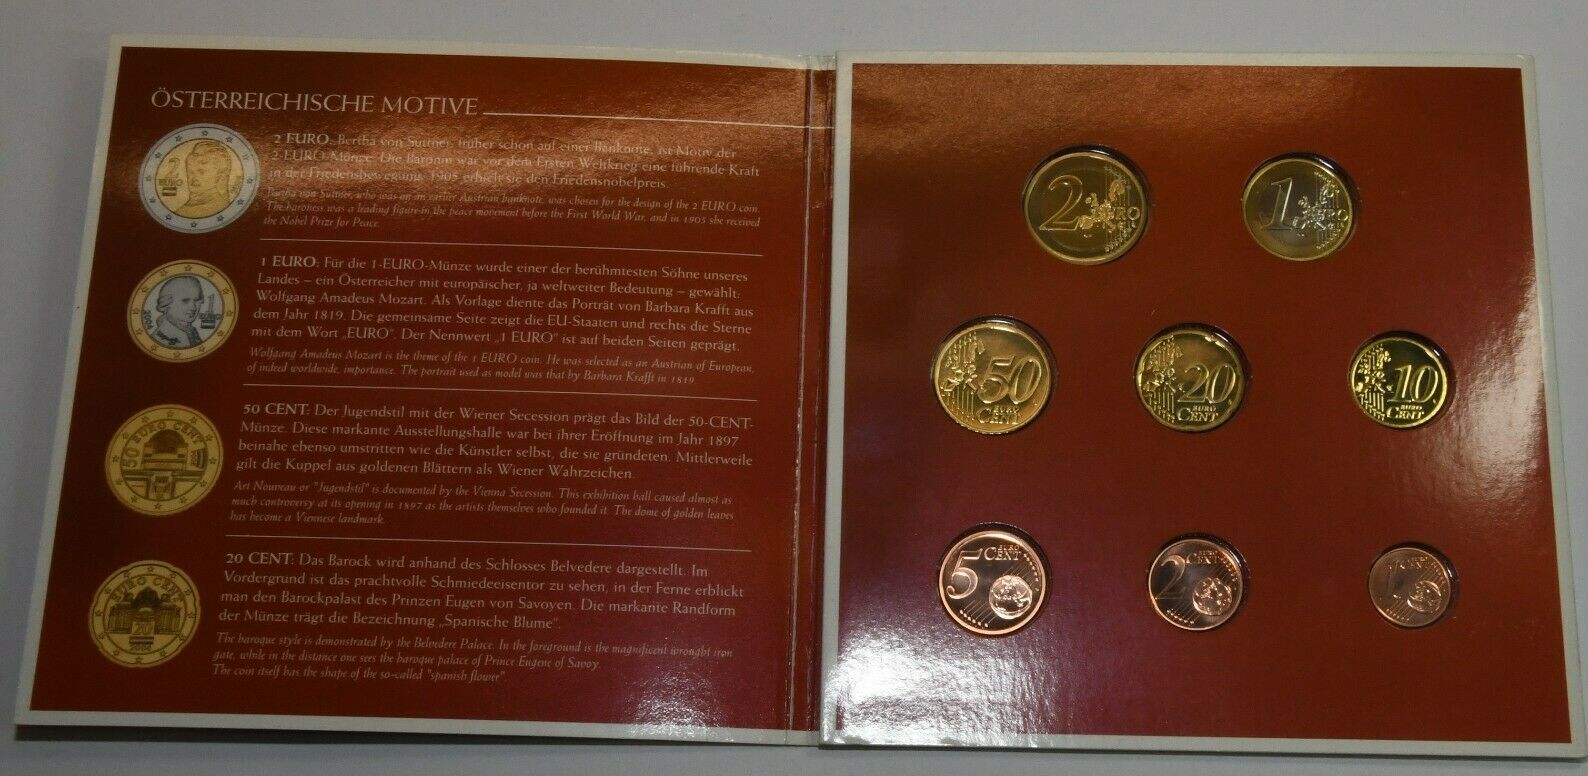 ÖSTERREICHISCHE MOTIVE
2 EURO: Bertha von Suttner, früher schon auf einer Banknote, ist Motiv der
2-EURO-Münze. Die Baronin war vor dem Ersten Weltkrieg eine führende Kraft
in der Friedensbewegung. 1905 erhielt sie den Friedensnobelpreis.
Bertha von Suttner, who was on an earlier Austrian banknote, was chosen for the design of the 2 EURO coin.
The baroness was a leading figure in the peace movement before the First World War, and in 1905 she received
the Nobel Prize for Peace.
2
EURO
1 EURO: Für die 1-EURO-Münze wurde einer der berühmtesten Söhne unseres
Landes – ein Österreicher mit europäischer, ja weltweiter Bedeutung – gewählt:
Wolfgang Amadeus Mozart. Als Vorlage diente das Porträt von Barbara Krafft aus
dem Jahr 1819. Die gemeinsame Seite zeigt die EU-Staaten und rechts die Sterne
mit dem Wort „EURO". Der Nennwert „1 EURO" ist auf beiden Seiten geprägt.
Wolfgang Amadeus Mozart is the theme of the 1 EURO coin. He was selected as an Austrian of European,
of indeed worldwide, importance. The portrait used as model was that by Barbara Krafft in 1819.
2004
1
EURO
50 CENT: Der Jugendstil mit der Wiener Secession prägt das Bild der 50-CENT-
Münze. Diese markante Ausstellungshalle war bei ihrer Eröffnung im Jahr 1897
beinahe ebenso umstritten wie die Künstler selbst, die sie gründeten. Mittlerweile
gilt die Kuppel aus goldenen Blättern als Wiener Wahrzeichen.
Art Nouveau or "Jugendstil" is documented by the Vienna Secession. This exhibition hall caused almost as
much controversy at its opening in 1897 as the artists themselves who founded it. The dome of golden leaves
has become a Viennese landmark.
50 EURO CENT
20 CENT: Das Barock wird anhand des Schlosses Belvedere dargestellt. Im
Vordergrund ist das prachtvolle Schmiedeeisentor zu sehen, in der Ferne erblickt
man den Barockpalast des Prinzen Eugen von Savoyen. Die markante Randform
der Münze trägt die Bezeichnung „Spanische Blume".
The baroque style is demonstrated by the Belvedere Palace. In the foreground is the magnificent wrought iron
gate, while in the distance one sees the baroque palace of Prince Eugene of Savoy.
The coin itself has the shape of the so-called "spanish flower"
EURO CENT
20
2004
2 EURO
1 EURO
50 EURO CENT
20 EURO CENT
10 EURO CENT
5 EURO CENT
2 EURO CENT
1 EURO CENT